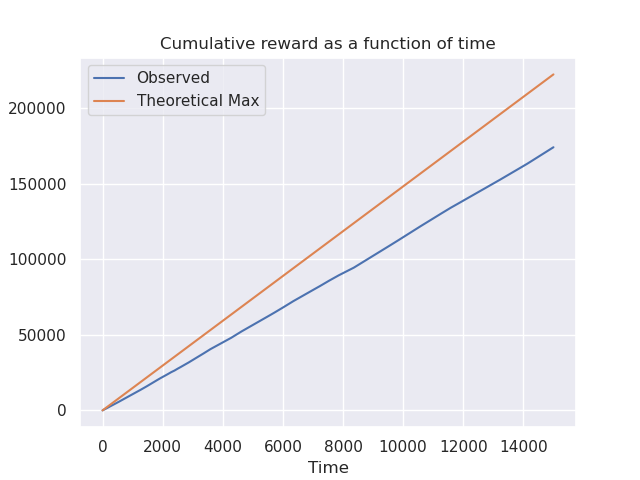 Cumulative reward as a function of time
Observed
Theoretical Max
200000
150000
100000
50000
0
0 2000 4000 6000 8000 10000 12000 14000
Time